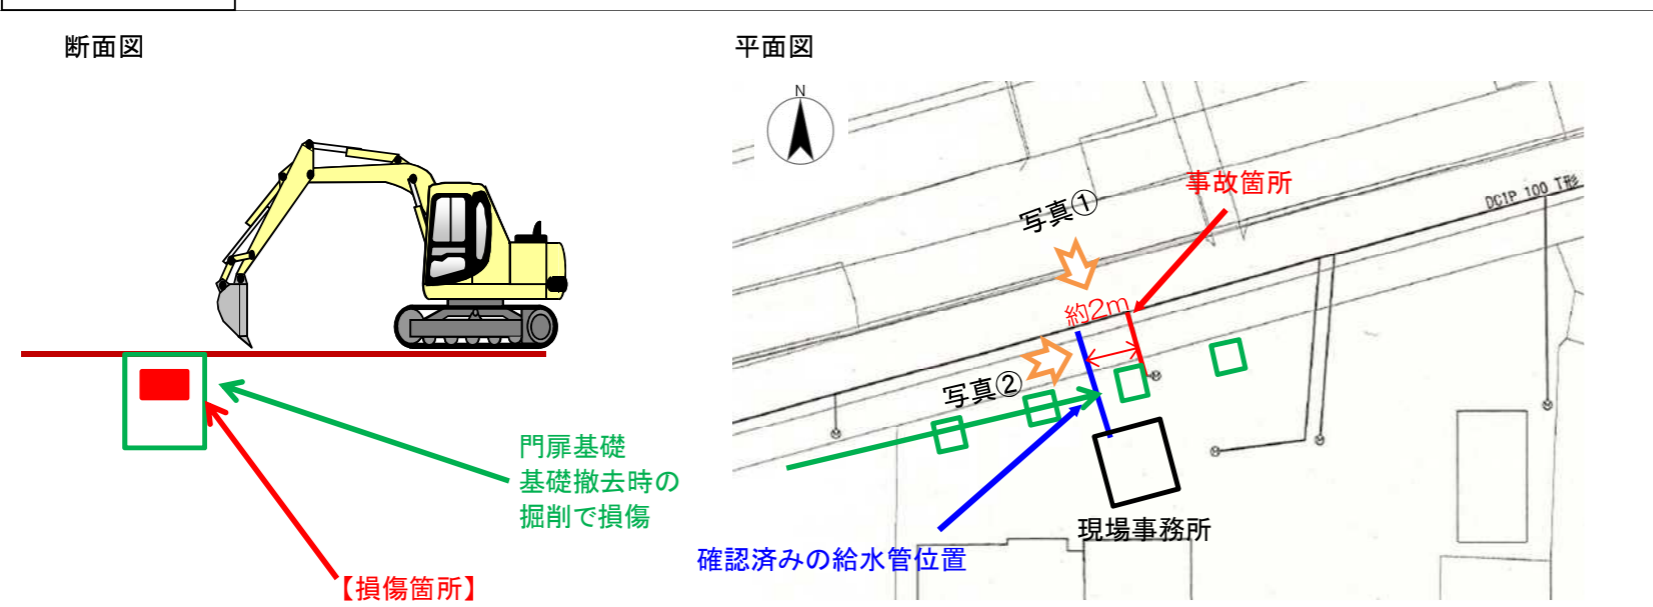 断面図
平面図
N
事故箇所
DCIP 100 T形
写真①
約2m
写真②
門扉基礎
基礎撤去時の
掘削で損傷
現場事務所
確認済みの給水管位置
【損傷箇所】